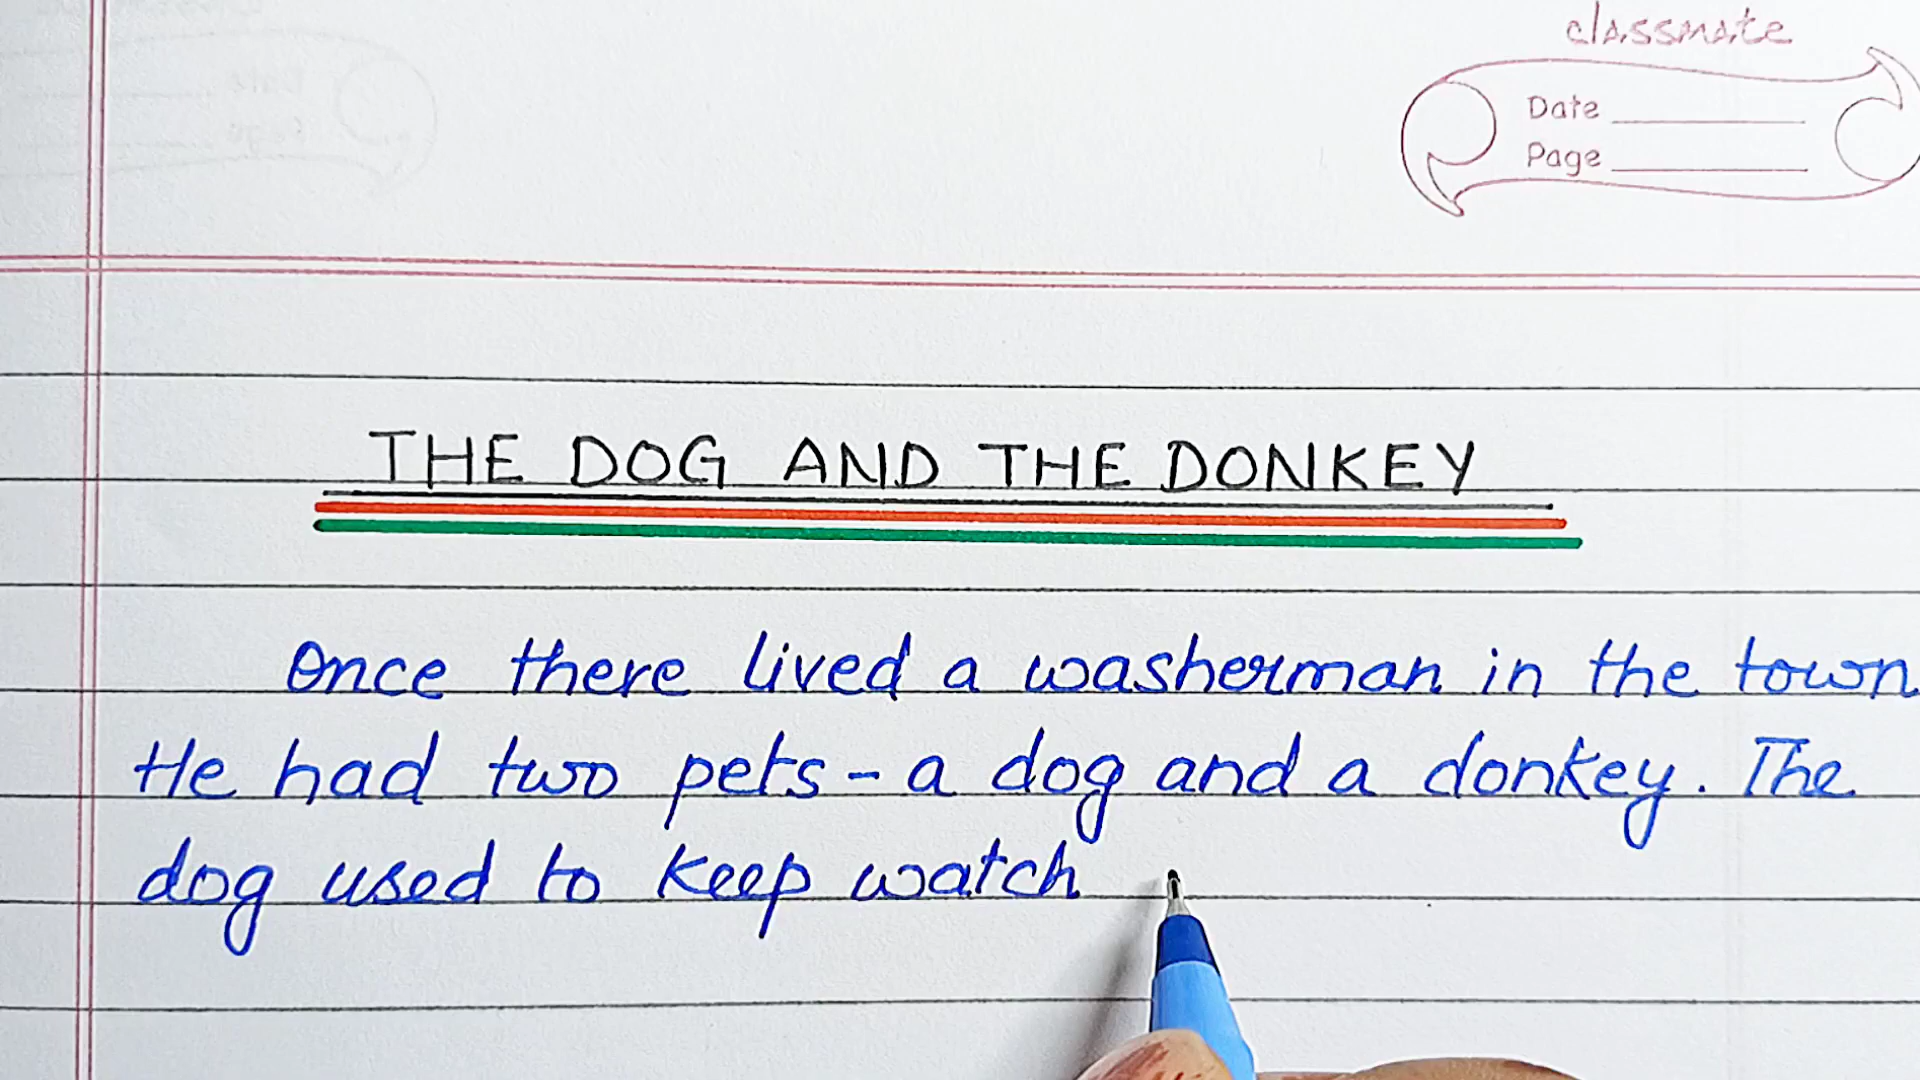 classmate
Date
Page
THE DOG AND THE DONKEY
Once there lived a washerman in the town
He had two pets - a dog and a donkey. The
dog used to keep watch